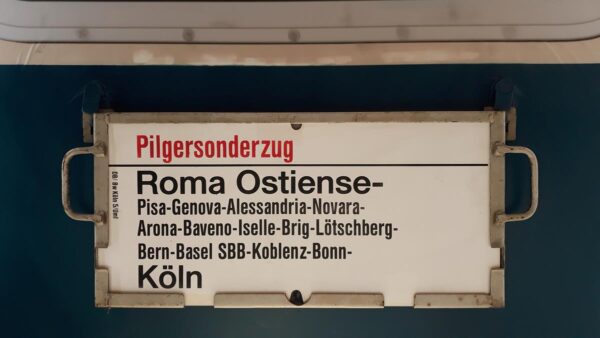 Pilgersonderzug
Roma Ostiense-
Pisa-Genova-Alessandria-Novara-
Arona-Baveno-Iselle-Brig-Lötschberg-
Bern-Basel SBB-Koblenz-Bonn-
Köln